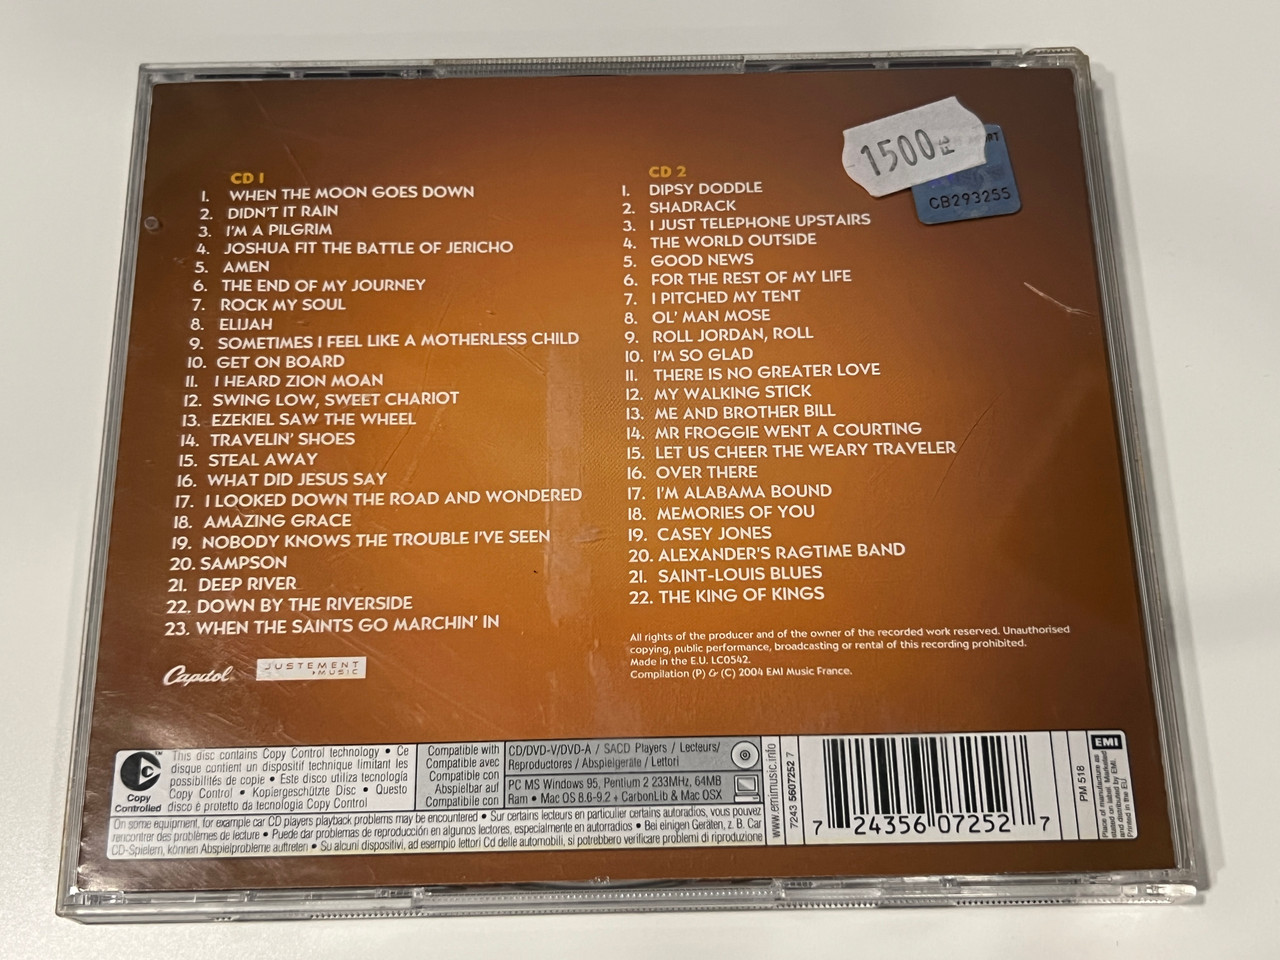 CD 1
1. WHEN THE MOON GOES DOWN
2. DIDN'T IT RAIN
3. I'M A PILGRIM
4. JOSHUA FIT THE BATTLE OF JERICHO
5. AMEN
6. THE END OF MY JOURNEY
7. ROCK MY SOUL
8. ELIJAH
9. SOMETIMES I FEEL LIKE A MOTHERLESS CHILD
10. GET ON BOARD
11. I HEARD ZION MOAN
12. SWING LOW, SWEET CHARIOT
13. EZEKIEL SAW THE WHEEL
14. TRAVELIN' SHOES
15. STEAL AWAY
16. WHAT DID JESUS SAY
17. I LOOKED DOWN THE ROAD AND WONDERED
18. AMAZING GRACE
19. NOBODY KNOWS THE TROUBLE I'VE SEEN
20. SAMPSON
21. DEEP RIVER
22. DOWN BY THE RIVERSIDE
23. WHEN THE SAINTS GO MARCHIN' IN
CD 2
1. DIPSY DODDLE
2. SHADRACK
3. I JUST TELEPHONE UPSTAIRS
4. THE WORLD OUTSIDE
5. GOOD NEWS
6. FOR THE REST OF MY LIFE
7. I PITCHED MY TENT
8. OL' MAN MOSE
9. ROLL JORDAN, ROLL
10. I'M SO GLAD
11. THERE IS NO GREATER LOVE
12. MY WALKING STICK
13. ME AND BROTHER BILL
14. MR FROGGIE WENT A COURTING
15. LET US CHEER THE WEARY TRAVELER
16. OVER THERE
17. I'M ALABAMA BOUND
18. MEMORIES OF YOU
19. CASEY JONES
20. ALEXANDER'S RAGTIME BAND
21. SAINT-LOUIS BLUES
22. THE KING OF KINGS
1500 Ft
CB293255
All rights of the producer and of the owner of the recorded work reserved. Unauthorised
copying, public performance, broadcasting or rental of this recording prohibited.
Made in the E.U. LC0542.
Compilation (P) & (C) 2004 EMI Music France.
Capitol
JUSTEMENT
MUSIC
Copy
Controlled
TM
This disc contains Copy Control technology • Ce
disque contient un dispositif technique limitant les
possibilités de copie • Este disco utiliza tecnología
Copy Control • Kopiergeschützte Disc • Questo
disco é protetto da tecnologia Copy Control
Compatible with
Compatible avec
Compatible con
Abspielbar auf
Compatibile con
CD/DVD-V/DVD-A / SACD Players / Lecteurs/
Reproductores / Abspielgeräte / Lettori
PC MS Windows 95, Pentium 2 233MHz, 64MB
Ram • Mac OS 8.6-9.2 + CarbonLib & Mac OSX
On some equipment, for example car CD players playback problems may be encountered • Sur certains lecteurs en particulier certains autoradios, vous pouvez
rencontrer des problèmes de lecture • Puede dar problemas de reproducción en algunos lectores, especialmente en autorradios • Bei einigen Geräten, z. B. Car
CD-Spielern, können Abspielprobleme auftreten • Su alcuni dispositivi, ad esempio lettori Cd delle automobili, si potrebbero verificare problemi di riproduzione
www.emimusic.info
7243 5607252 7
7 24356 07252 7
PM 518
EMI
Place of manufacture as
stated on label. Marketed
and distributed by EMI.
Printed in the EU.